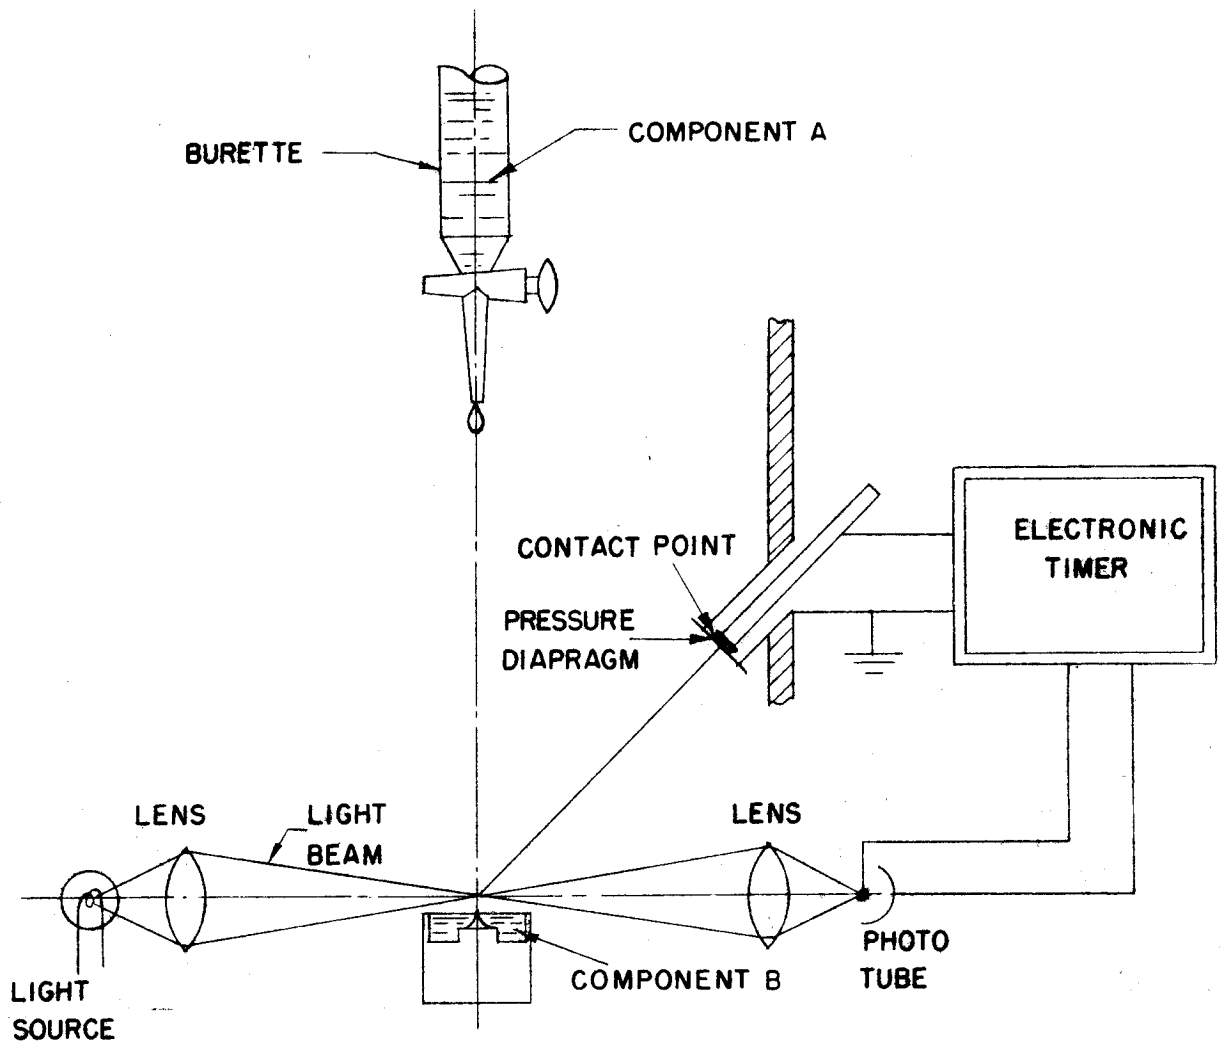 BURETTE
COMPONENT A
ELECTRONIC
TIMER
CONTACT POINT
PRESSURE
DIAPRAGM
LENS
LIGHT
BEAM
LENS
PHOTO
TUBE
COMPONENT B
LIGHT
SOURCE